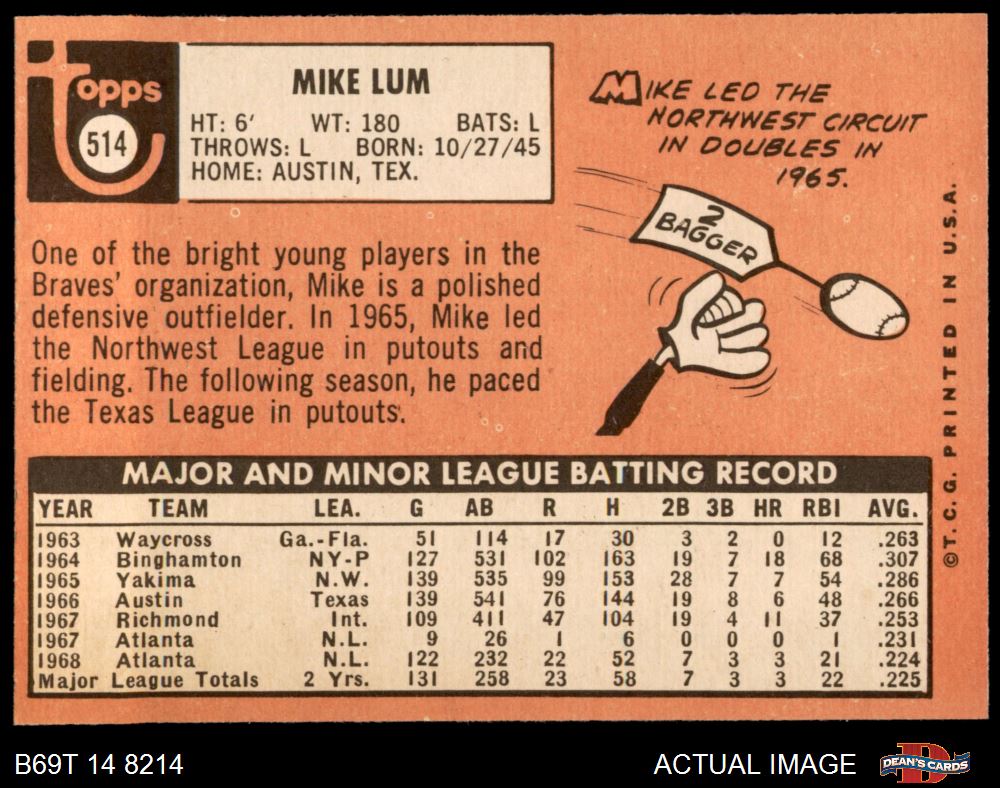 Topps
514
MIKE LUM
HT: 6' WT: 180 BATS: L
THROWS: L BORN: 10/27/45
HOME: AUSTIN, TEX.
MIKE LED THE
NORTHWEST CIRCUIT
IN DOUBLES IN
1965.
2
BAGGER
One of the bright young players in the
Braves' organization, Mike is a polished
defensive outfielder. In 1965, Mike led
the Northwest League in putouts and
fielding. The following season, he paced
the Texas League in putouts.
MAJOR AND MINOR LEAGUE BATTING RECORD
YEAR TEAM LEA. G AB R H 2B 3B HR RBI AVG.
1963 Waycross Ga.-Fla. 51 114 17 30 3 2 0 12 .263
1964 Binghamton NY-P 127 531 102 163 19 7 18 68 .307
1965 Yakima N.W. 139 535 99 153 28 7 7 54 .286
1966 Austin Texas 139 541 76 144 19 8 6 48 .266
1967 Richmond Int. 109 411 47 104 19 4 11 37 .253
1967 Atlanta N.L. 9 26 1 6 0 0 0 1 .231
1968 Atlanta N.L. 122 232 22 52 7 3 3 21 .224
Major League Totals 2 Yrs. 131 258 23 58 7 3 3 22 .225
©T.C.G. PRINTED IN U.S.A.
B69T 14 8214 ACTUAL IMAGE
DEAN'S CARDS